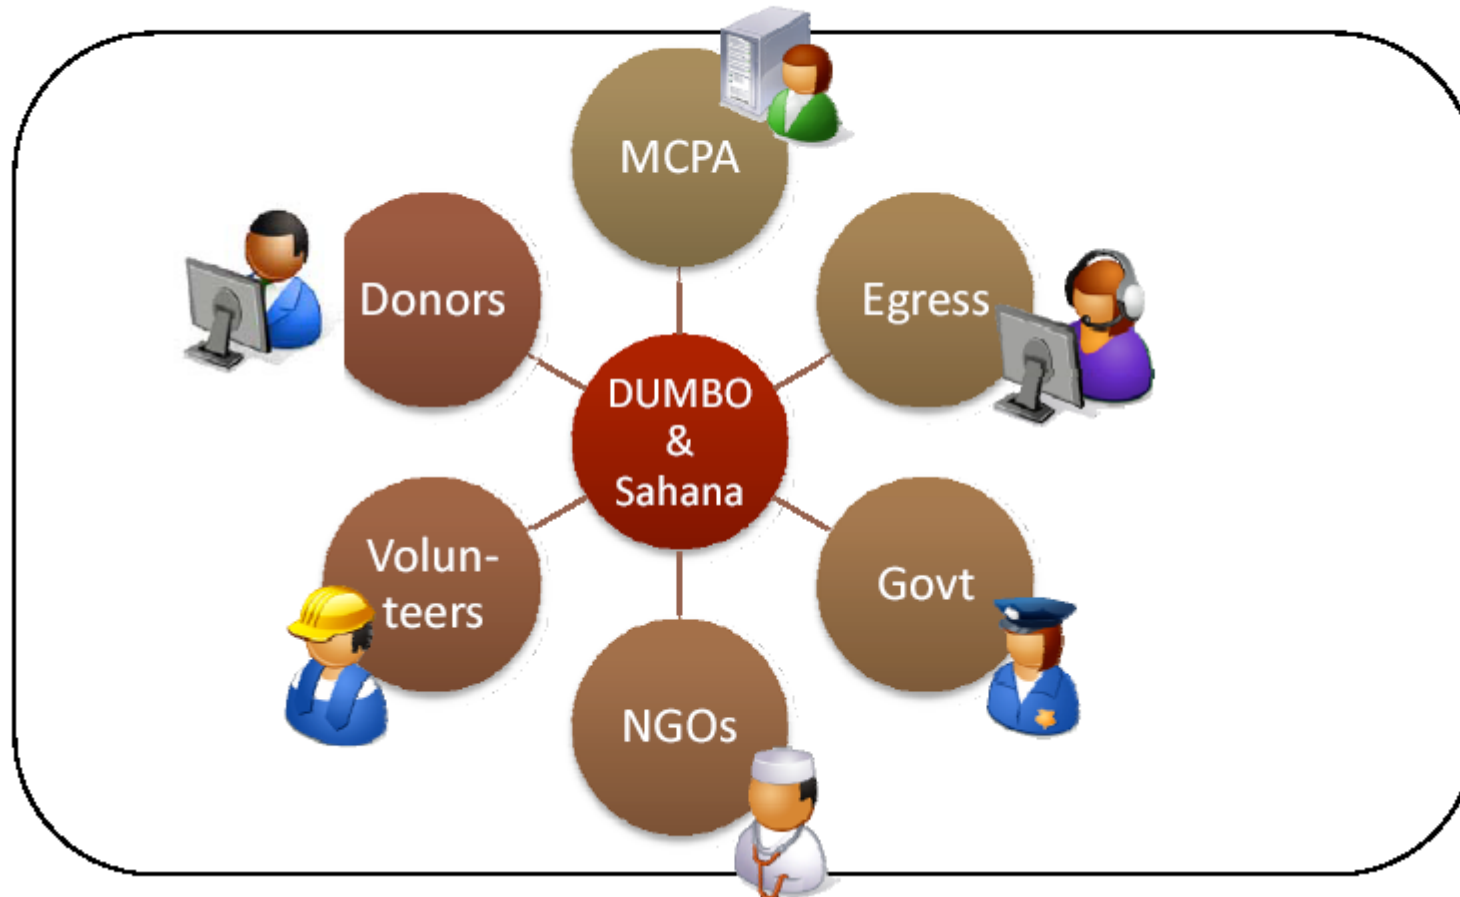 MCPA
Donors
Egress
DUMBO
&
Sahana
Volun-
teers
Govt
NGOs